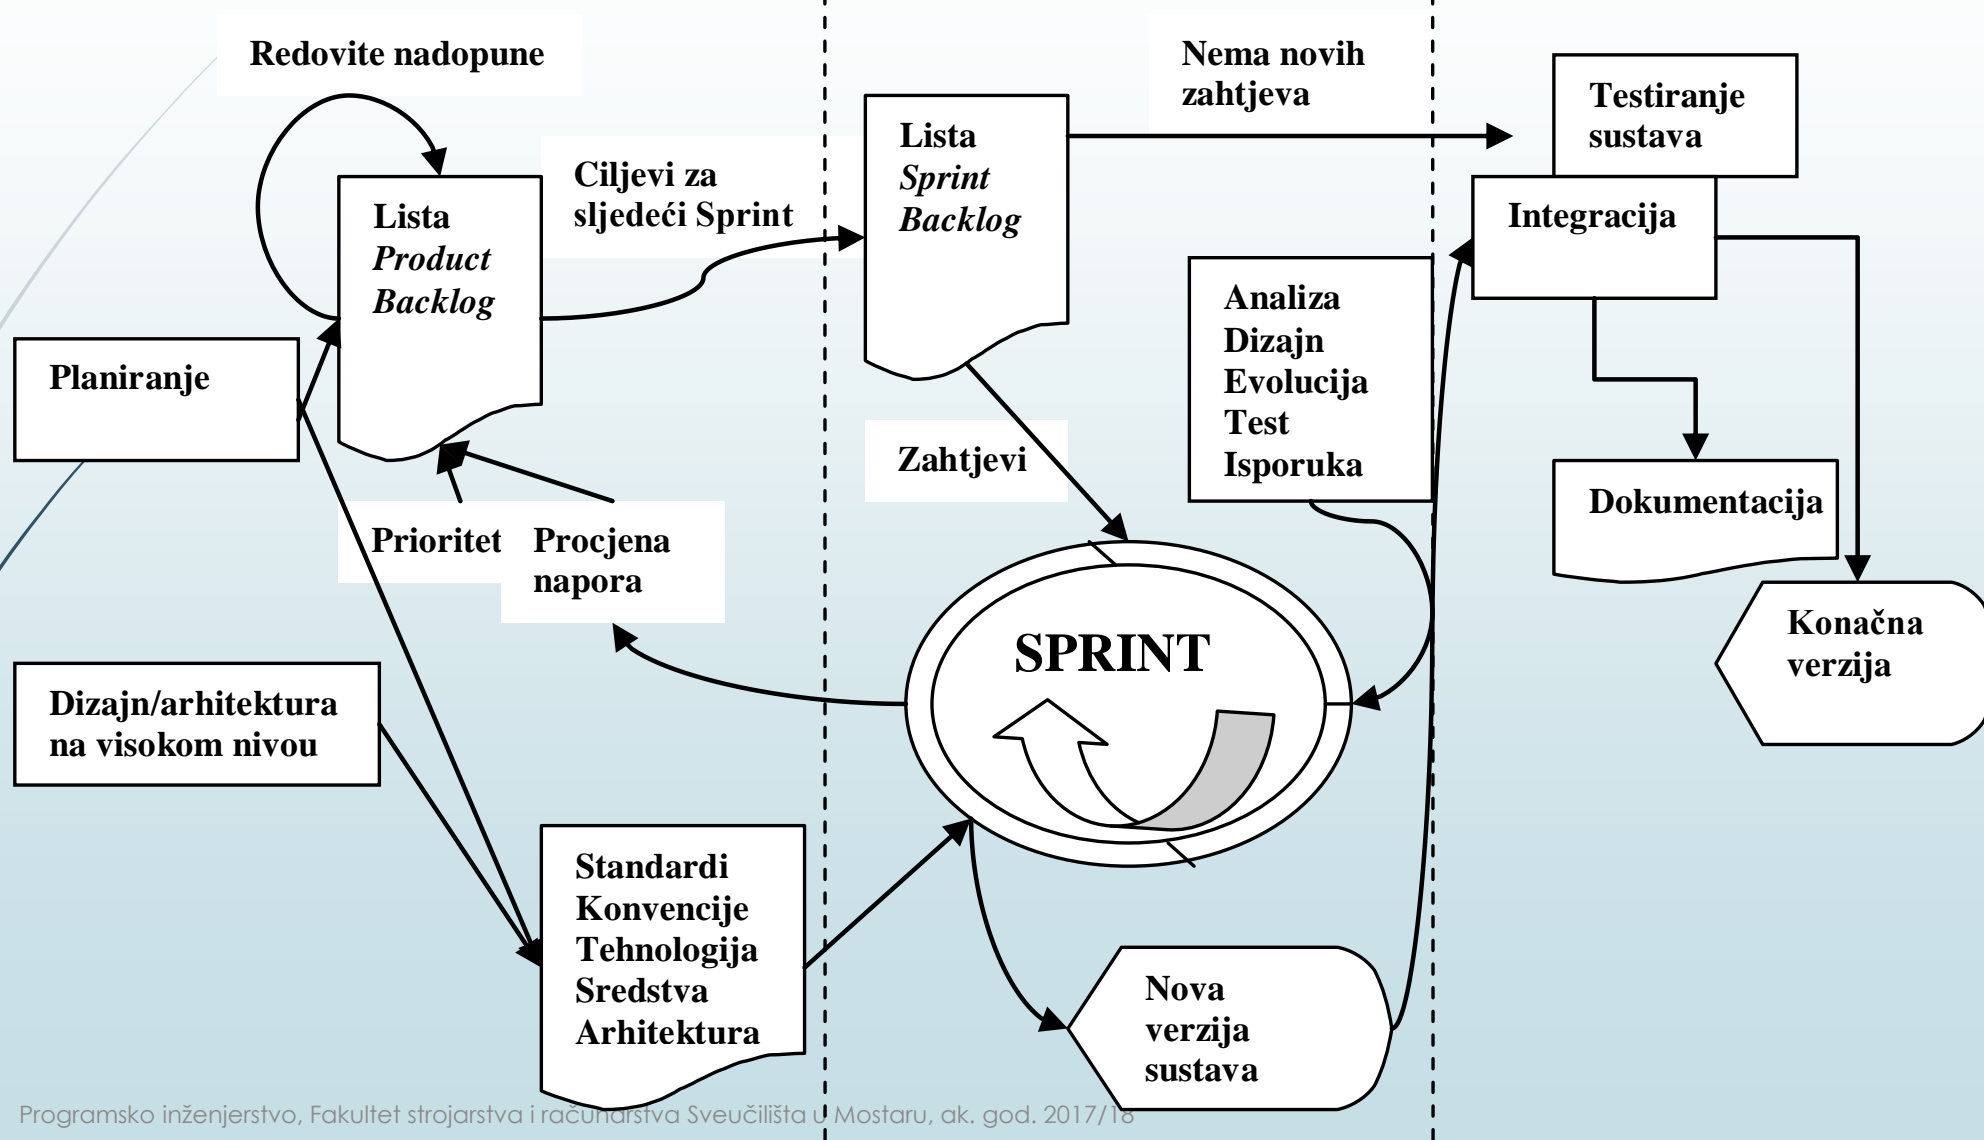 Redovite nadopune
Lista
Product
Backlog
Ciljevi za
sljedeći Sprint
Planiranje
Prioritet
Procjena
napora
Dizajn/arhitektura
na visokom nivou
Standardi
Konvencije
Tehnologija
Sredstva
Arhitektura
Lista
Sprint
Backlog
Nema novih
zahtjeva
Zahtjevi
Analiza
Dizajn
Evolucija
Test
Isporuka
SPRINT
Nova
verzija
sustava
Testiranje
sustava
Integracija
Dokumentacija
Konačna
verzija
Programsko inženjerstvo, Fakultet strojarstva i računarstva Sveučilišta u Mostaru, ak. god. 2017/18